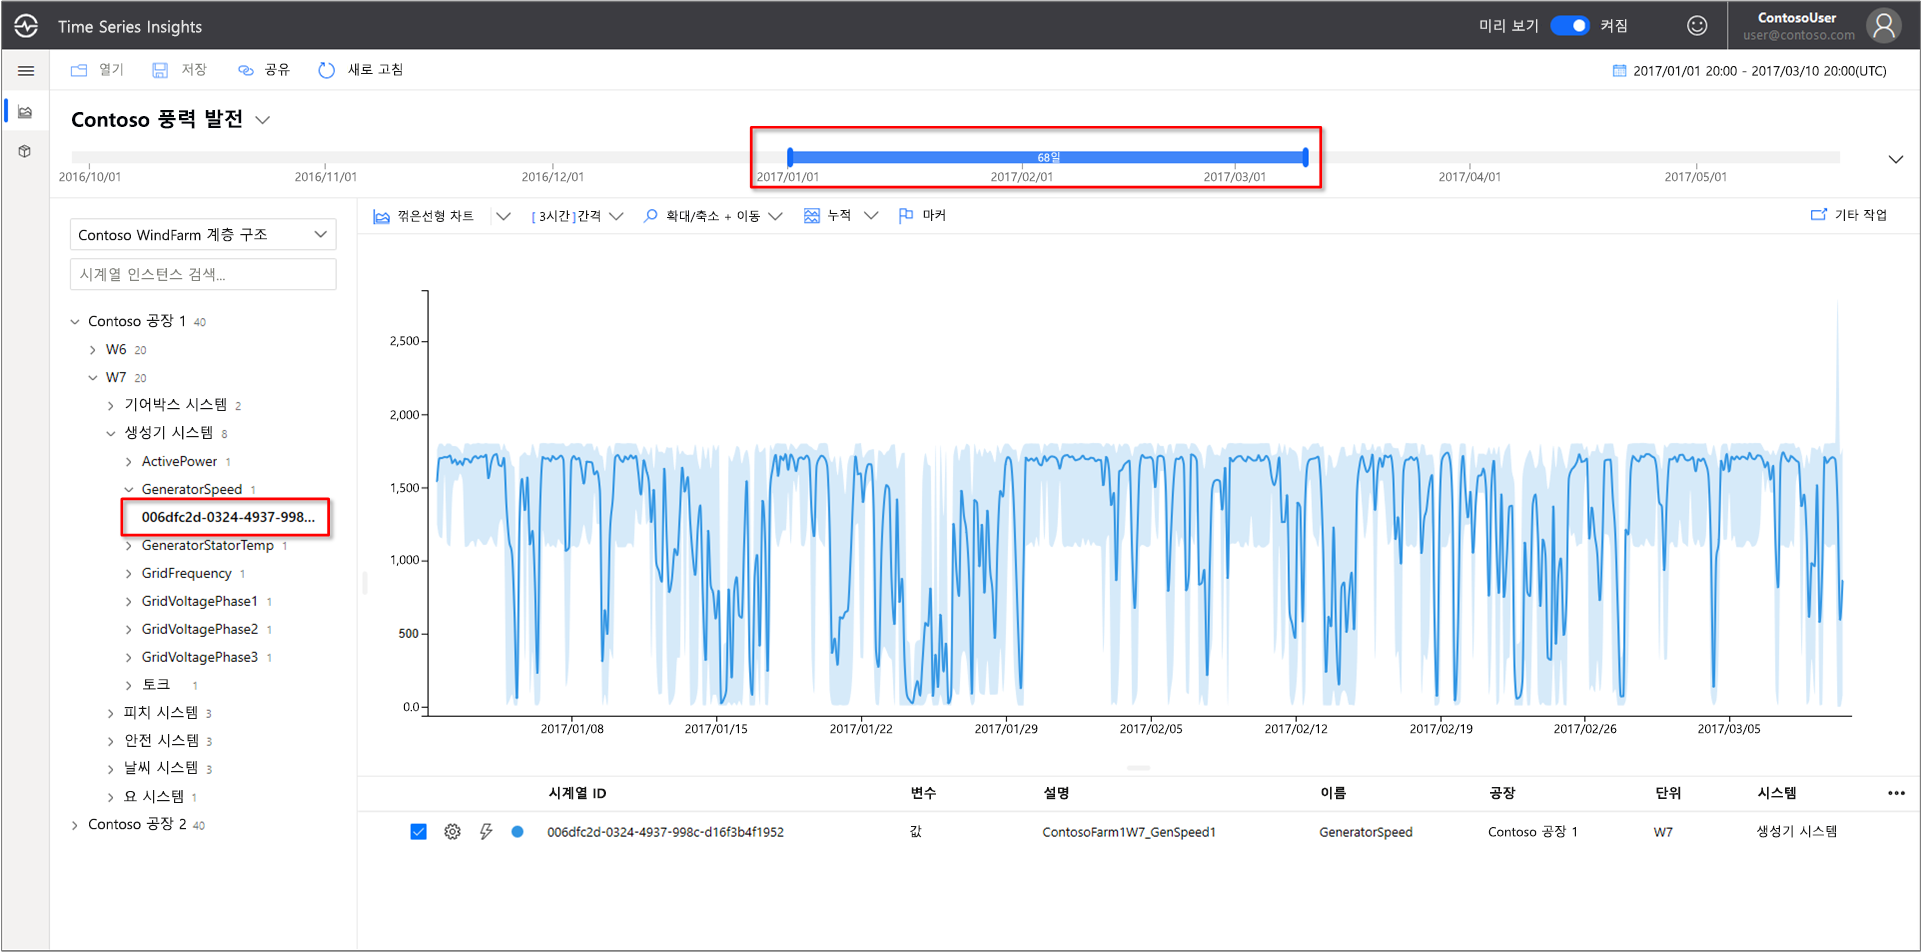 Time Series Insights
미리 보기 켜짐
ContosoUser
user@contoso.com
열기 저장 공유 새로 고침
2017/01/01 20:00 - 2017/03/10 20:00(UTC)
Contoso 풍력 발전
68일
2016/10/01 2016/11/01 2016/12/01 2017/01/01 2017/02/01 2017/03/01 2017/04/01 2017/05/01
꺾은선형 차트 [ 3시간 ]간격 확대/축소 + 이동 누적 마커 기타 작업
Contoso WindFarm 계층 구조
시계열 인스턴스 검색...
Contoso 공장 1 40
W6 20
W7 20
기어박스 시스템 2
생성기 시스템 8
ActivePower 1
GeneratorSpeed 1
006dfc2d-0324-4937-998...
GeneratorStatorTemp 1
GridFrequency 1
GridVoltagePhase1 1
GridVoltagePhase2 1
GridVoltagePhase3 1
토크 1
피치 시스템 3
안전 시스템 3
날씨 시스템 3
요 시스템 1
Contoso 공장 2 40
2,500
2,000
1,500
1,000
500
0.0
2017/01/08 2017/01/15 2017/01/22 2017/01/29 2017/02/05 2017/02/12 2017/02/19 2017/02/26 2017/03/05
시계열 ID 변수 설명 이름 공장 단위 시스템
006dfc2d-0324-4937-998c-d16f3b4f1952 값 ContosoFarm1W7_GenSpeed1 GeneratorSpeed Contoso 공장 1 W7 생성기 시스템